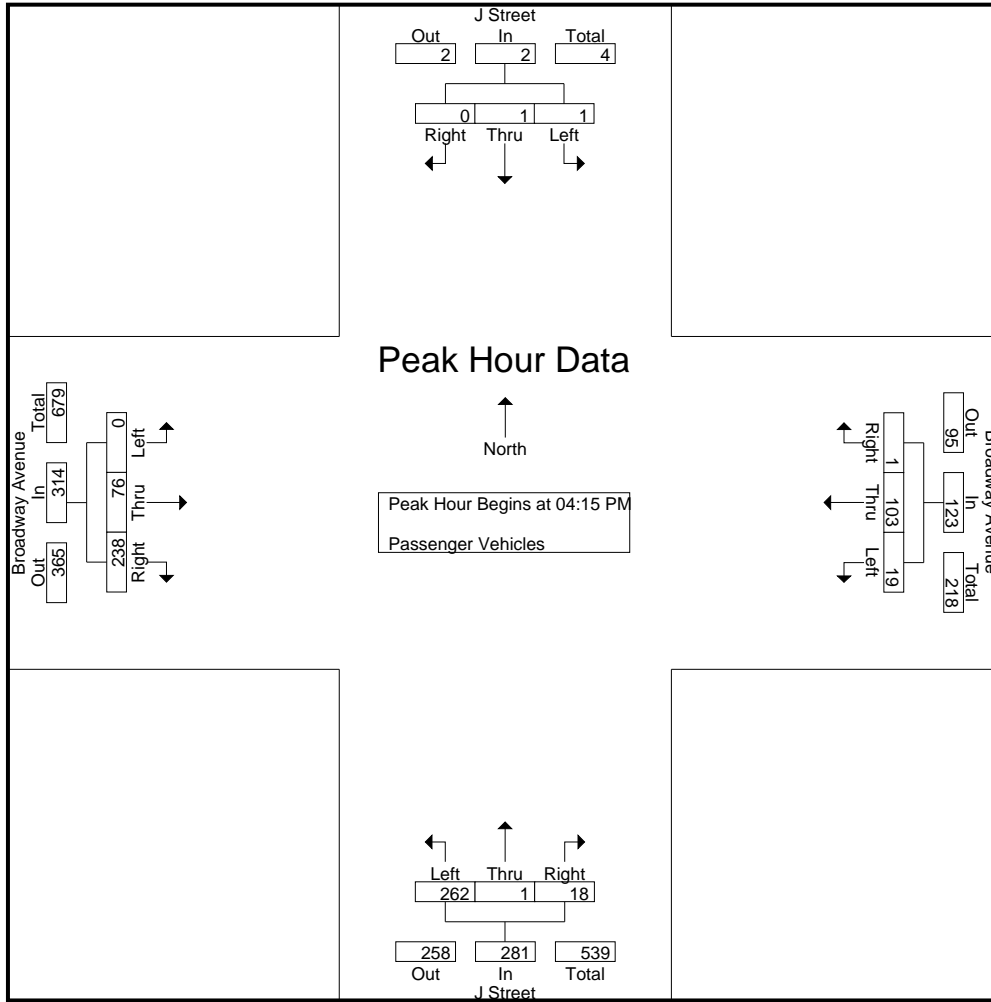 J Street
Out In Total
2 2 4
0 1 1
Right Thru Left
Peak Hour Data
North
Peak Hour Begins at 04:15 PM
Passenger Vehicles
Broadway Avenue
Total In Out
679 314 365
0 76 238
Left Thru Right
Broadway Avenue
Out In Total
95 123 218
1 103 19
Right Thru Left
Left Thru Right
262 1 18
258 281 539
Out In Total
J Street